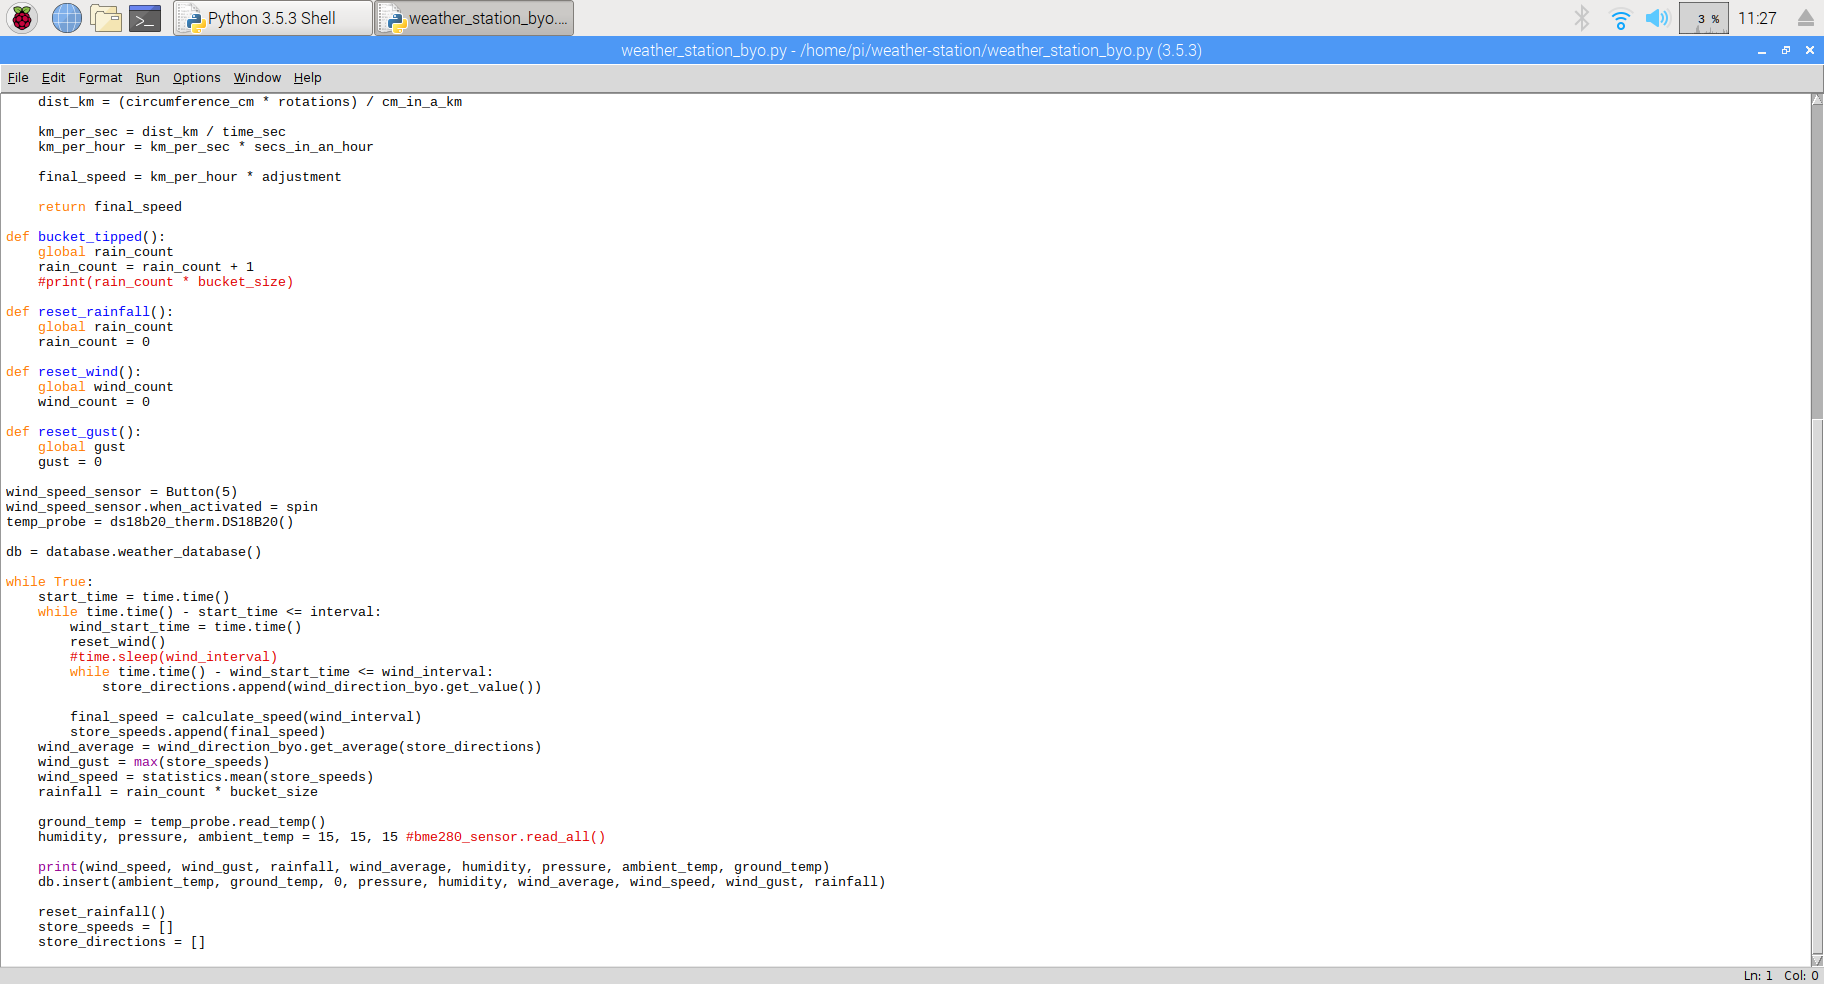 Python 3.5.3 Shell
weather_station_byo....
3 %
11:27
weather_station_byo.py - /home/pi/weather-station/weather_station_byo.py (3.5.3)
File Edit Format Run Options Window Help
    dist_km = (circumference_cm * rotations) / cm_in_a_km

    km_per_sec = dist_km / time_sec
    km_per_hour = km_per_sec * secs_in_an_hour

    final_speed = km_per_hour * adjustment

    return final_speed

def bucket_tipped():
    global rain_count
    rain_count = rain_count + 1
    #print(rain_count * bucket_size)

def reset_rainfall():
    global rain_count
    rain_count = 0

def reset_wind():
    global wind_count
    wind_count = 0

def reset_gust():
    global gust
    gust = 0

wind_speed_sensor = Button(5)
wind_speed_sensor.when_activated = spin
temp_probe = ds18b20_therm.DS18B20()

db = database.weather_database()

while True:
    start_time = time.time()
    while time.time() - start_time <= interval:
        wind_start_time = time.time()
        reset_wind()
        #time.sleep(wind_interval)
        while time.time() - wind_start_time <= wind_interval:
            store_directions.append(wind_direction_byo.get_value())

        final_speed = calculate_speed(wind_interval)
        store_speeds.append(final_speed)
    wind_average = wind_direction_byo.get_average(store_directions)
    wind_gust = max(store_speeds)
    wind_speed = statistics.mean(store_speeds)
    rainfall = rain_count * bucket_size

    ground_temp = temp_probe.read_temp()
    humidity, pressure, ambient_temp = 15, 15, 15 #bme280_sensor.read_all()

    print(wind_speed, wind_gust, rainfall, wind_average, humidity, pressure, ambient_temp, ground_temp)
    db.insert(ambient_temp, ground_temp, 0, pressure, humidity, wind_average, wind_speed, wind_gust, rainfall)

    reset_rainfall()
    store_speeds = []
    store_directions = []
Ln: 1 Col: 0